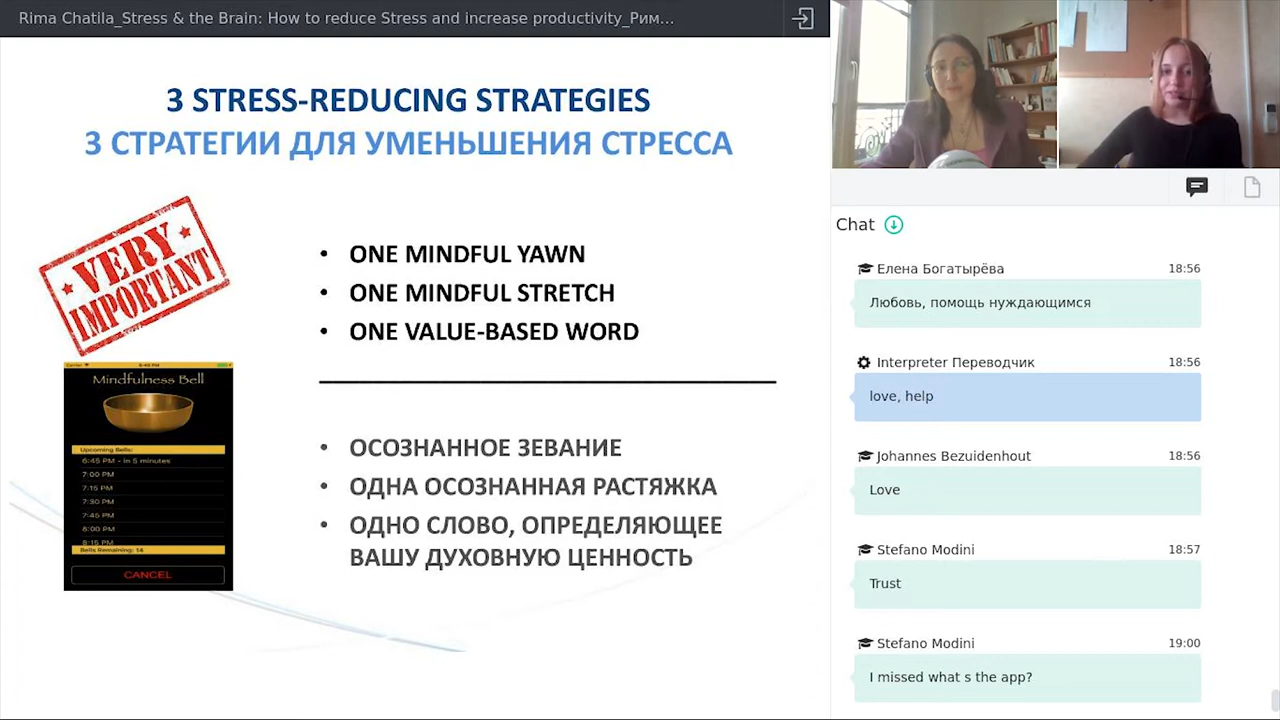 Rima Chatila_Stress & the Brain: How to reduce Stress and increase productivity_Рим...
3 STRESS-REDUCING STRATEGIES
3 СТРАТЕГИИ ДЛЯ УМЕНЬШЕНИЯ СТРЕССА
VERY
IMPORTANT
• ONE MINDFUL YAWN
• ONE MINDFUL STRETCH
• ONE VALUE-BASED WORD
Carrier
6:40 PM
Mindfulness Bell
Upcoming Bells:
6:45 PM - in 5 minutes
7:00 PM
7:15 PM
7:30 PM
7:45 PM
8:00 PM
8:15 PM
Bells Remaining: 14
CANCEL
• ОСОЗНАННОЕ ЗЕВАНИЕ
• ОДНА ОСОЗНАННАЯ РАСТЯЖКА
• ОДНО СЛОВО, ОПРЕДЕЛЯЮЩЕЕ
ВАШУ ДУХОВНУЮ ЦЕННОСТЬ
Chat
Елена Богатырёва 18:56
Любовь, помощь нуждающимся
Interpreter Переводчик 18:56
love, help
Johannes Bezuidenhout 18:56
Love
Stefano Modini 18:57
Trust
Stefano Modini 19:00
I missed what s the app?